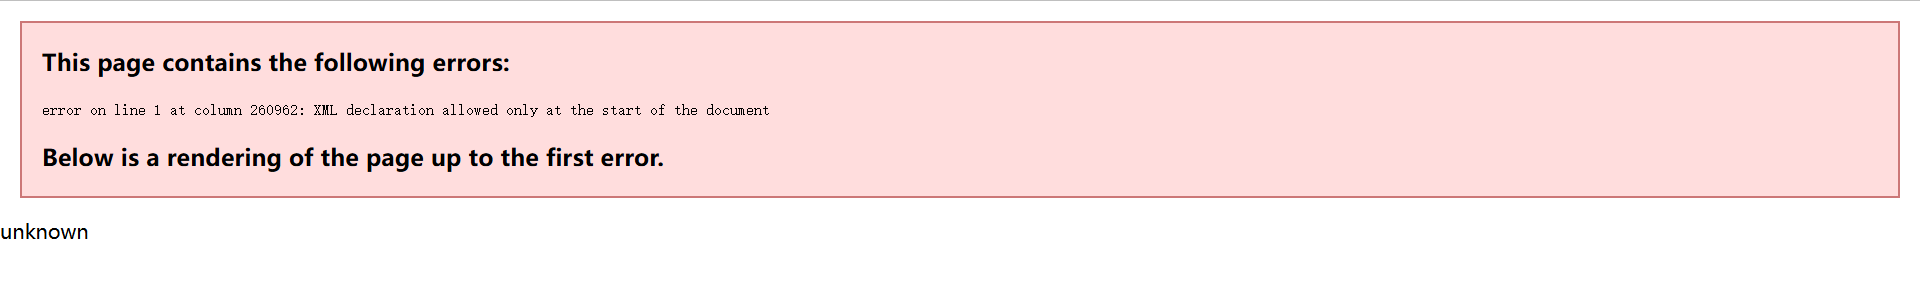 This page contains the following errors:
error on line 1 at column 260962: XML declaration allowed only at the start of the document
Below is a rendering of the page up to the first error.
unknown